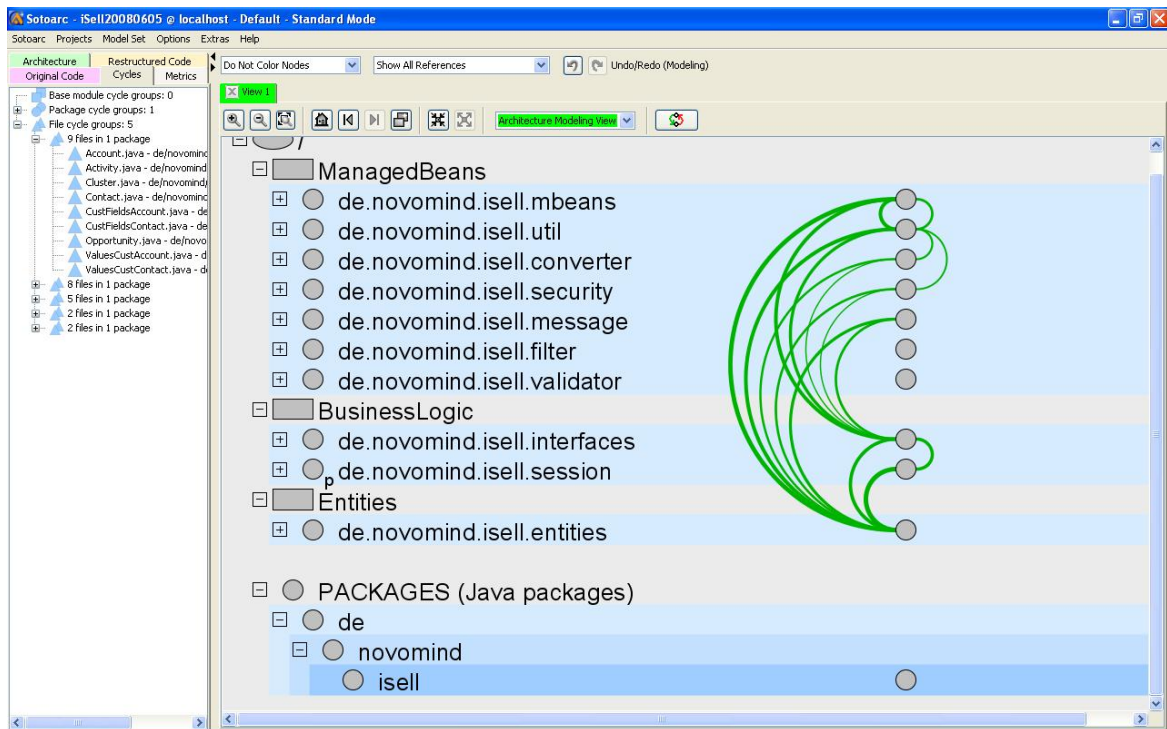 Sotoarc - iSell20080605 @ localhost - Default - Standard Mode
Sotoarc Projects Model Set Options Extras Help
Architecture Restructured Code
Original Code Cycles Metrics
Do Not Color Nodes Show All References Undo/Redo (Modeling)
View 1
Architecture Modeling View
Base module cycle groups: 0
Package cycle groups: 1
File cycle groups: 5
9 files in 1 package
Account.java - de/novominc
Activity.java - de/novomind
Cluster.java - de/novomind/
Contact.java - de/novominc
CustFieldsAccount.java - de
CustFieldsContact.java - de
Opportunity.java - de/novo
ValuesCustAccount.java - d
ValuesCustContact.java - d
8 files in 1 package
5 files in 1 package
2 files in 1 package
2 files in 1 package
/
ManagedBeans
de.novomind.isell.mbeans
de.novomind.isell.util
de.novomind.isell.converter
de.novomind.isell.security
de.novomind.isell.message
de.novomind.isell.filter
de.novomind.isell.validator
BusinessLogic
de.novomind.isell.interfaces
p de.novomind.isell.session
Entities
de.novomind.isell.entities
PACKAGES (Java packages)
de
novomind
isell